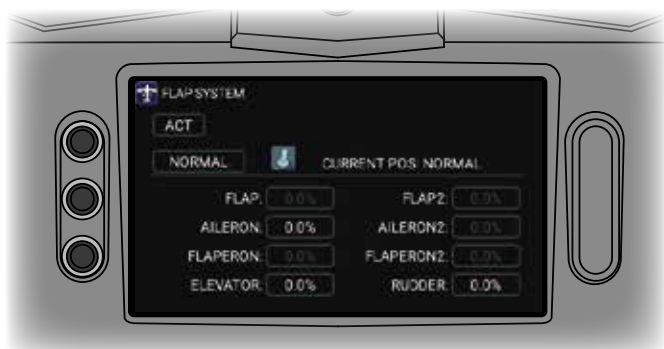 FLAP SYSTEM
ACT
NORMAL CURRENT POS: NORMAL
FLAP: 0.0% FLAP2: 0.0%
AILERON: 0.0% AILERON2: 0.0%
FLAPERON: 0.0% FLAPERON2: 0.0%
ELEVATOR: 0.0% RUDDER: 0.0%